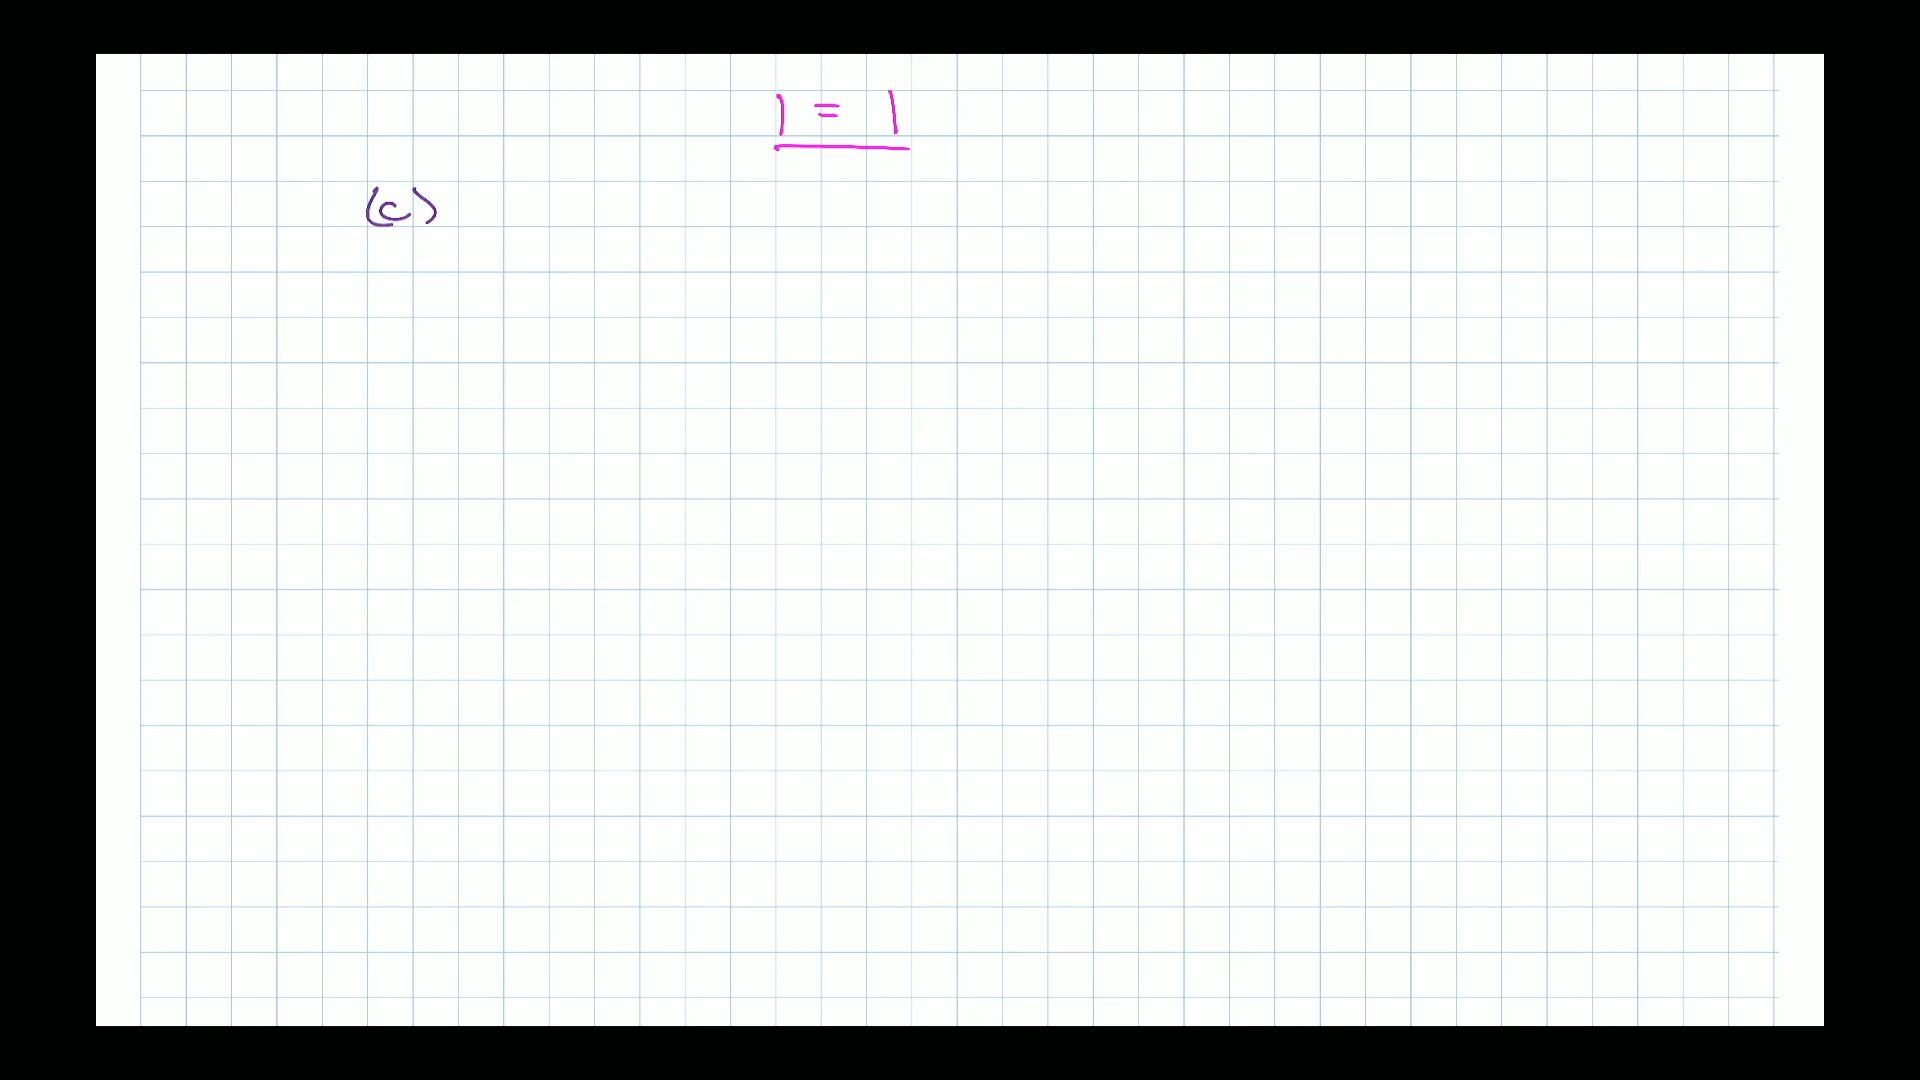 1 = 1
(c)